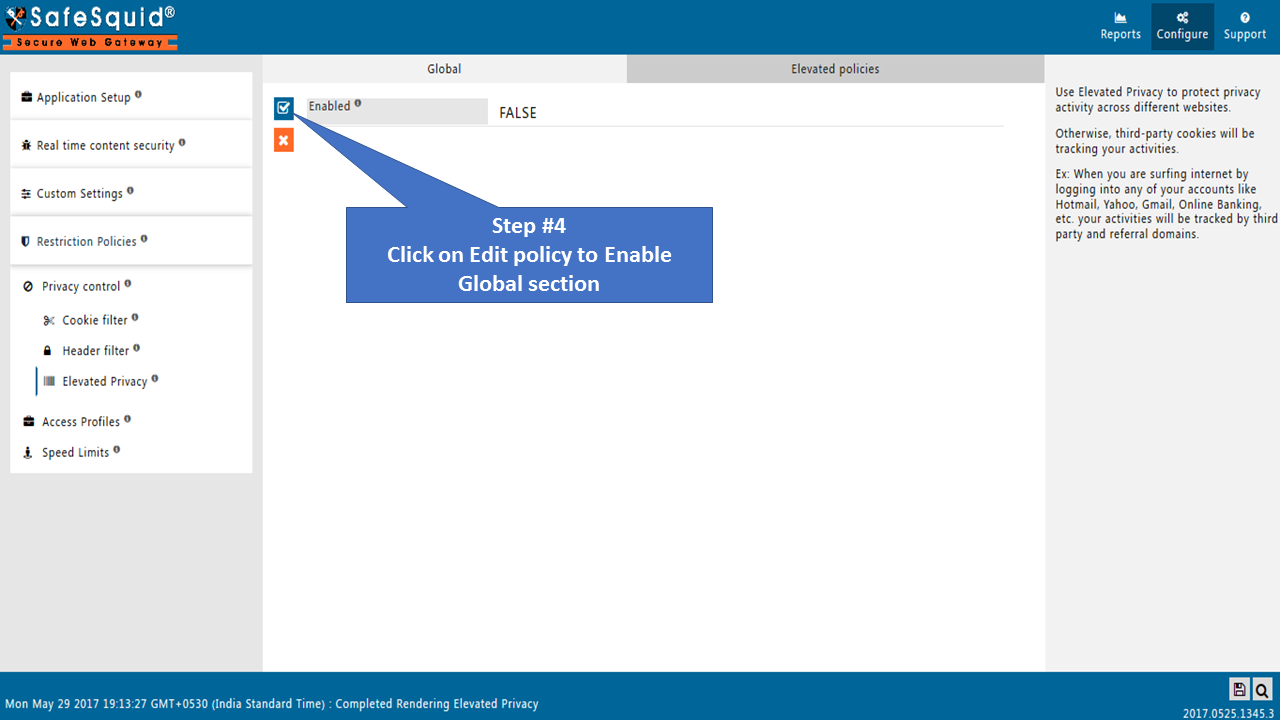 SafeSquid®
Secure Web Gateway
Reports
Configure
Support
Application Setup
Real time content security
Custom Settings
Restriction Policies
Privacy control
Cookie filter
Header filter
Elevated Privacy
Access Profiles
Speed Limits
Global
Elevated policies
Enabled
FALSE
Step #4
Click on Edit policy to Enable
Global section
Use Elevated Privacy to protect privacy
activity across different websites.
Otherwise, third-party cookies will be
tracking your activities.
Ex: When you are surfing internet by
logging into any of your accounts like
Hotmail, Yahoo, Gmail, Online Banking,
etc. your activities will be tracked by third
party and referral domains.
Mon May 29 2017 19:13:27 GMT+0530 (India Standard Time) : Completed Rendering Elevated Privacy
2017.0525.1345.3